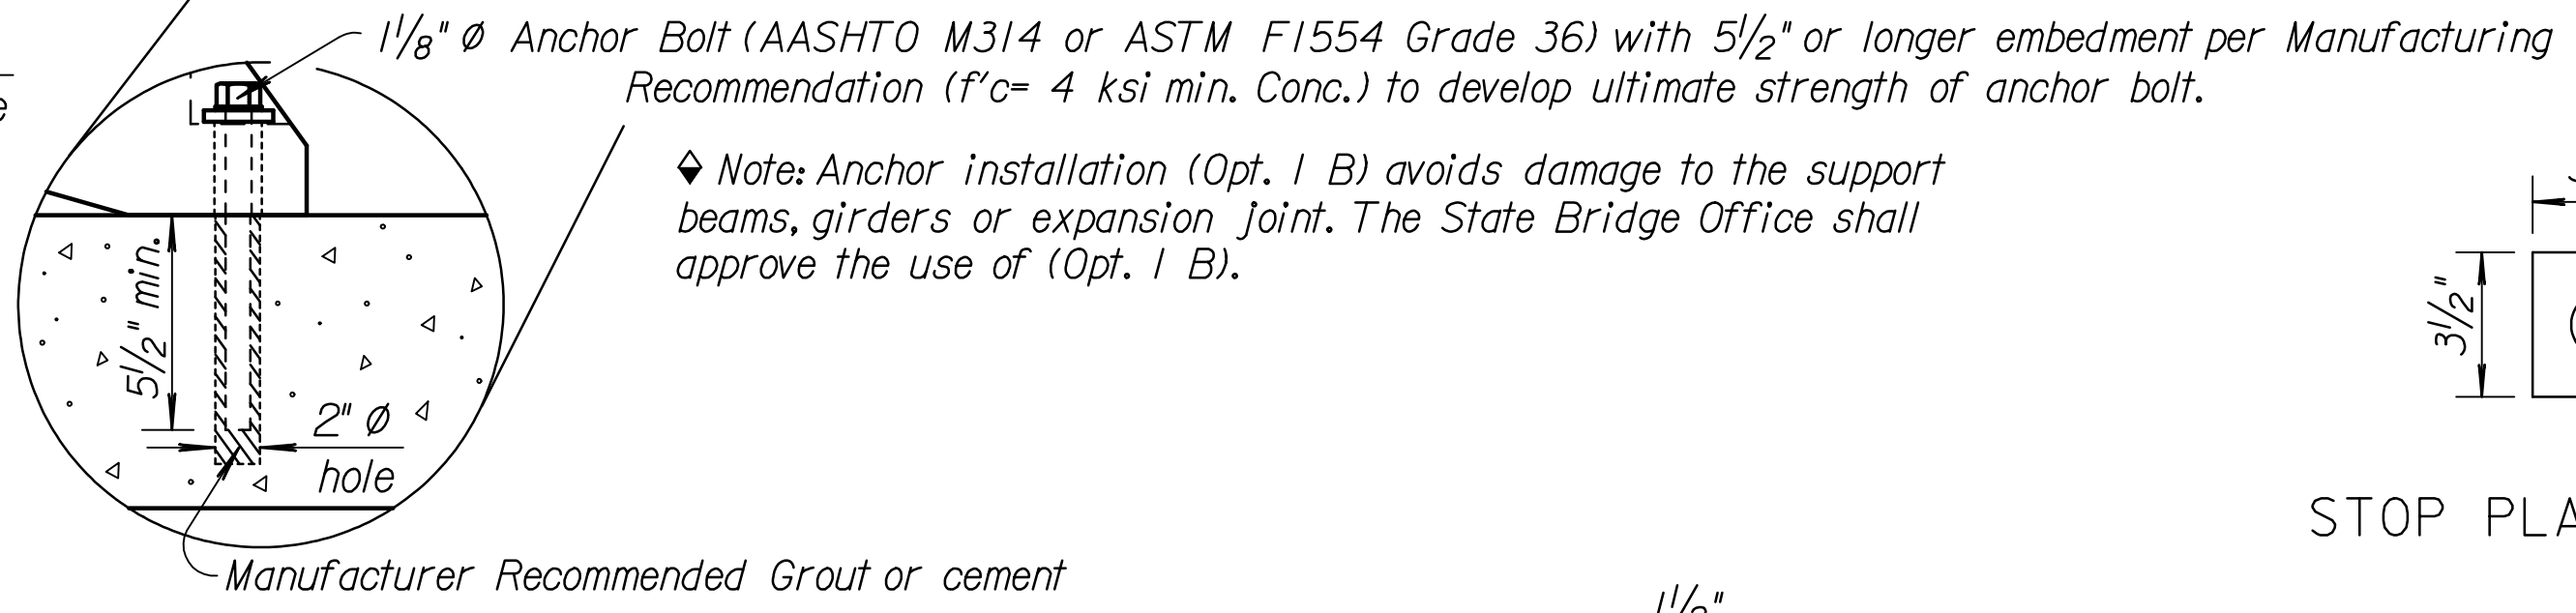 1 1/8" Ø Anchor Bolt (AASHTO M314 or ASTM F1554 Grade 36) with 5 1/2" or longer embedment per Manufacturing
Recommendation (f'c= 4 ksi min. Conc.) to develop ultimate strength of anchor bolt.
Note: Anchor installation (Opt. 1 B) avoids damage to the support
beams, girders or expansion joint. The State Bridge Office shall
approve the use of (Opt. 1 B).
5 1/2" min.
2" Ø
hole
Manufacturer Recommended Grout or cement
3 1/2"
STOP PLA